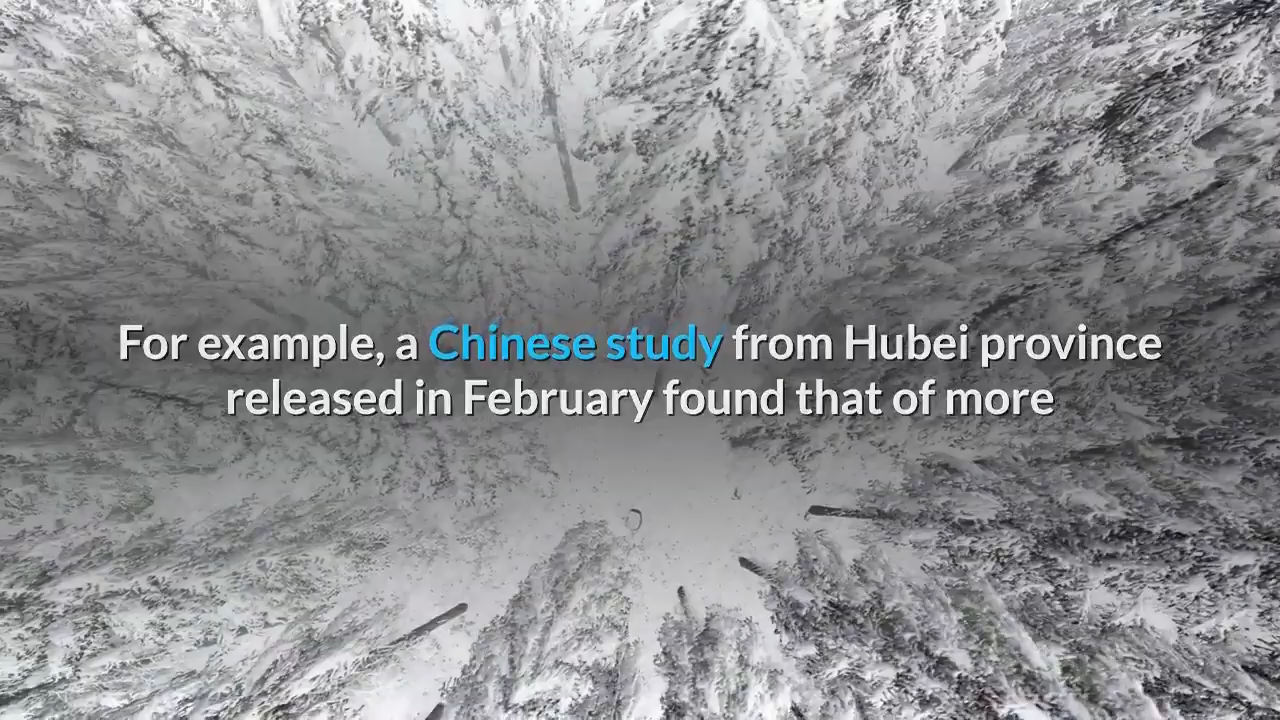 For example, a Chinese study from Hubei province
released in February found that of more